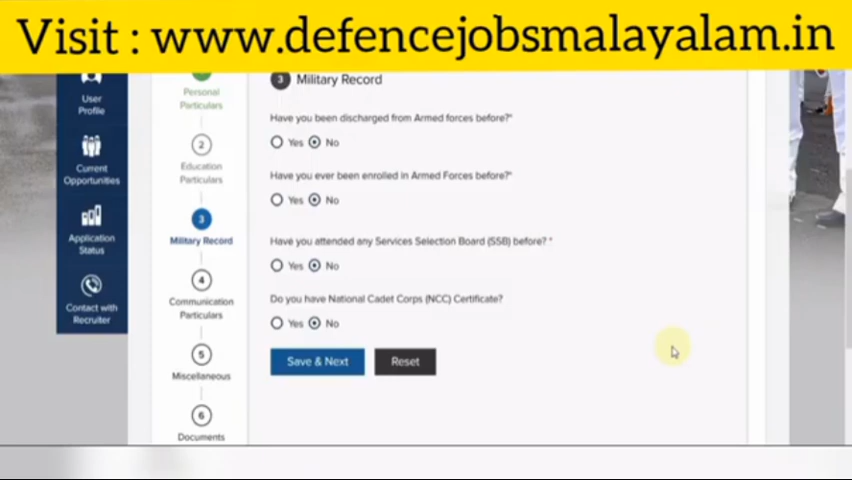 Visit : www.defencejobsmalayalam.in
User
Profile
Current
Opportunities
Application
Status
Contact with
Recruiter
Personal
Particulars
2
Education
Particulars
3
Military Record
4
Communication
Particulars
5
Miscellaneous
6
Documents
3 Military Record
Have you been discharged from Armed forces before?*
Yes No
Have you ever been enrolled in Armed Forces before?*
Yes No
Have you attended any Services Selection Board (SSB) before? *
Yes No
Do you have National Cadet Corps (NCC) Certificate?
Yes No
Save & Next Reset